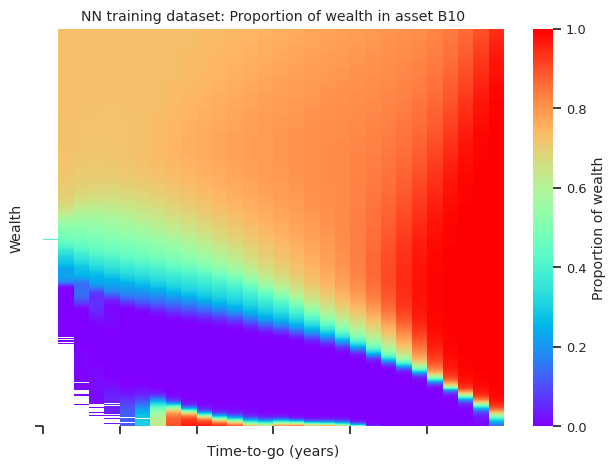 NN training dataset: Proportion of wealth in asset B10
Wealth
Time-to-go (years)
1.0
0.8
0.6
0.4
0.2
0.0
Proportion of wealth